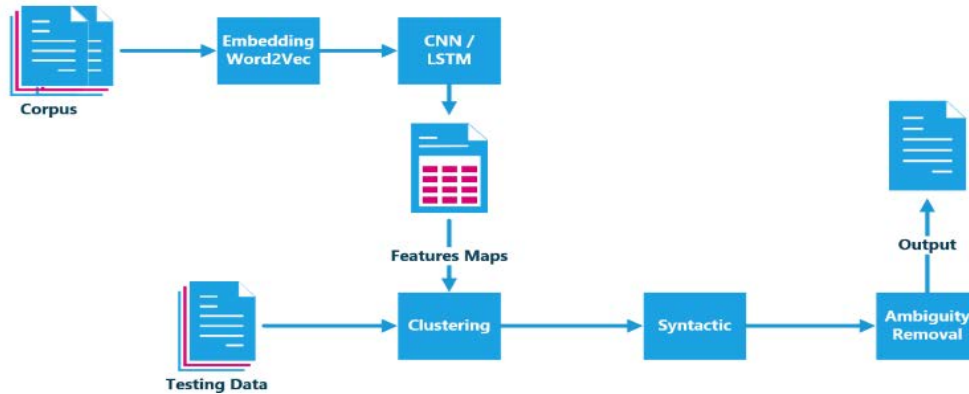 Embedding
Word2Vec
CNN /
LSTM
Corpus
Features Maps
Output
Clustering
Syntactic
Ambiguity
Removal
Testing Data